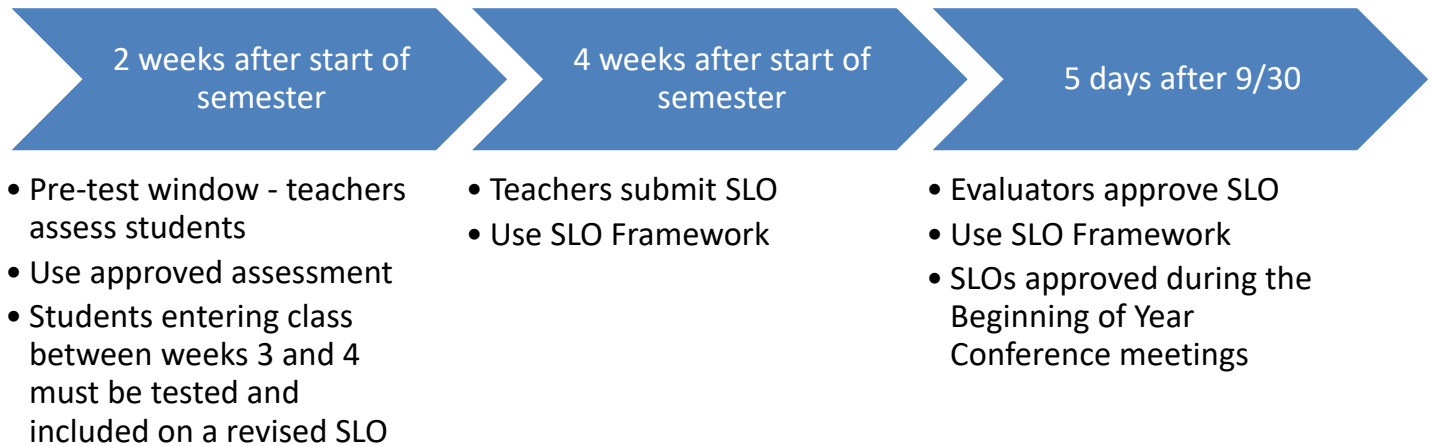 2 weeks after start of
semester
4 weeks after start of
semester
5 days after 9/30
• Pre-test window - teachers
assess students
• Use approved assessment
• Students entering class
between weeks 3 and 4
must be tested and
included on a revised SLO
• Teachers submit SLO
• Use SLO Framework
• Evaluators approve SLO
• Use SLO Framework
• SLOs approved during the
Beginning of Year
Conference meetings